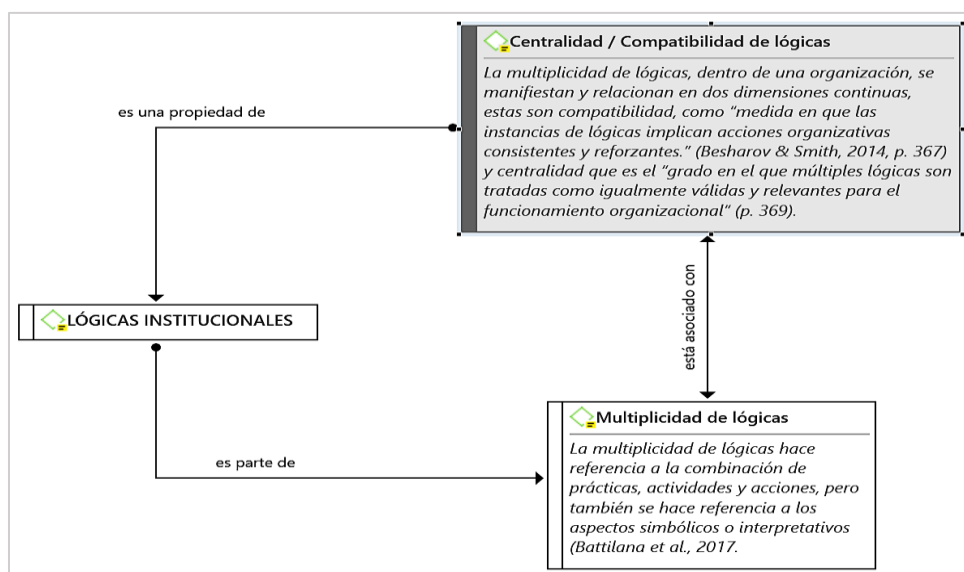 Centralidad / Compatibilidad de lógicas
La multiplicidad de lógicas, dentro de una organización, se
manifiestan y relacionan en dos dimensiones continuas,
estas son compatibilidad, como “medida en que las
instancias de lógicas implican acciones organizativas
consistentes y reforzantes.” (Besharov & Smith, 2014, p. 367)
y centralidad que es el “grado en el que múltiples lógicas son
tratadas como igualmente válidas y relevantes para el
funcionamiento organizacional” (p. 369).
es una propiedad de
está asociado con
LÓGICAS INSTITUCIONALES
es parte de
Multiplicidad de lógicas
La multiplicidad de lógicas hace
referencia a la combinación de
prácticas, actividades y acciones, pero
también se hace referencia a los
aspectos simbólicos o interpretativos
(Battilana et al., 2017.